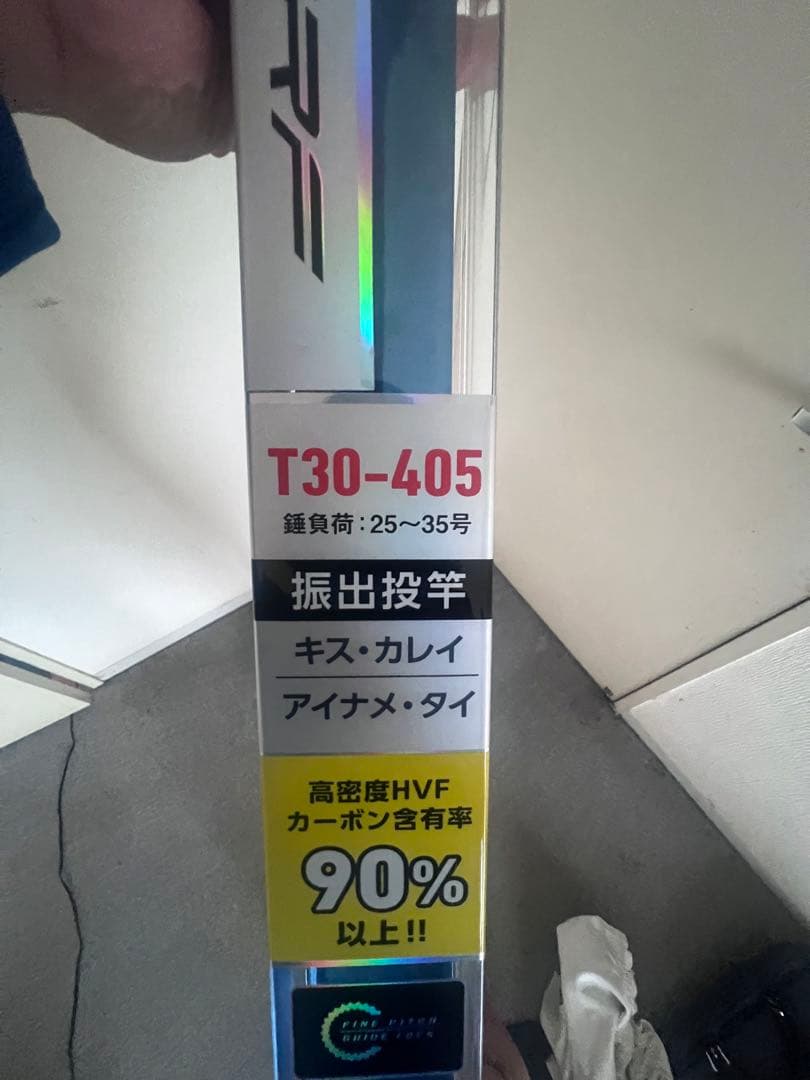 RF
T30-405
錘負荷:25～35号
振出投竿
キス・カレイ
アイナメ・タイ
高密度HVF
カーボン含有率
90%
以上!!
FINE PITCH
GUIDE LOCK